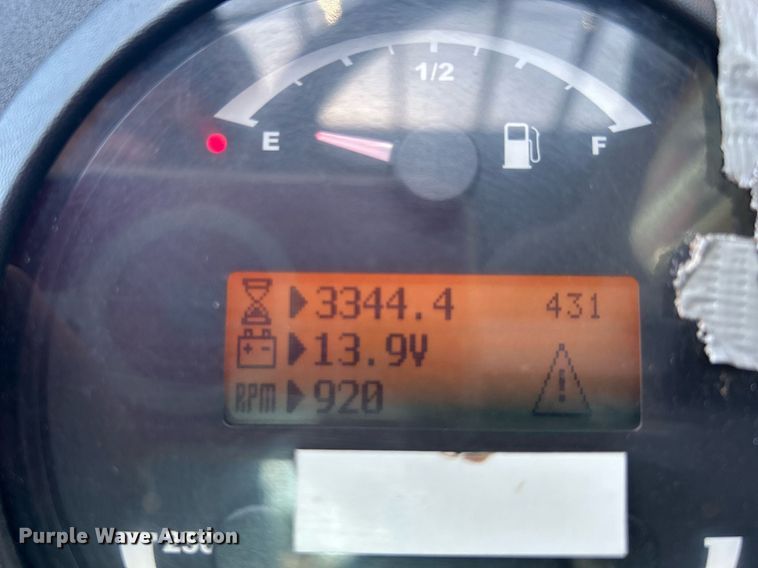 1/2
E F
3344.4 431
13.9V
RPM 920
Purple Wave Auction